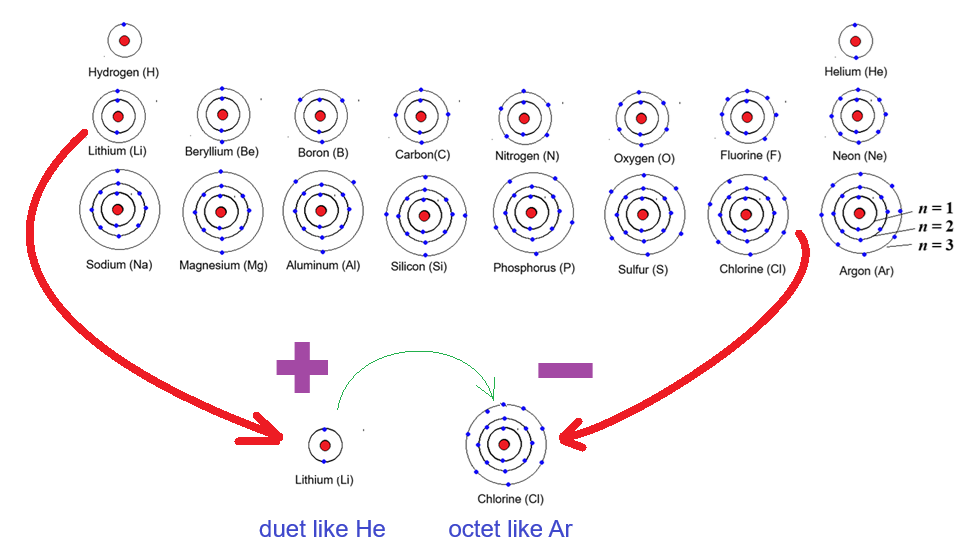 Hydrogen (H)
Helium (He)
Lithium (Li)
Beryllium (Be)
Boron (B)
Carbon(C)
Nitrogen (N)
Oxygen (O)
Fluorine (F)
Neon (Ne)
n = 1
n = 2
n = 3
Sodium (Na)
Magnesium (Mg)
Aluminum (Al)
Silicon (Si)
Phosphorus (P)
Sulfur (S)
Chlorine (Cl)
Argon (Ar)
+
−
Lithium (Li)
Chlorine (Cl)
duet like He
octet like Ar